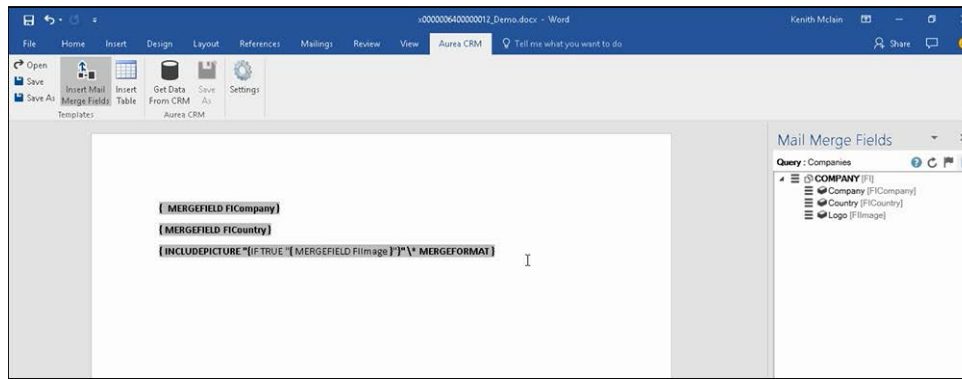 x0000006400000012_Demo.docx - Word
Kenith Mclain
File Home Insert Design Layout References Mailings Review View Aurea CRM Tell me what you want to do Share
Open
Save
Save As
Insert Mail Merge Fields
Insert Table
Get Data From CRM
Save As
Settings
Templates
Aurea CRM
Mail Merge Fields
Query : Companies
COMPANY [FI]
Company [FICompany]
Country [FICountry]
Logo [FIImage]
{ MERGEFIELD FICompany }
{ MERGEFIELD FICountry }
{ INCLUDEPICTURE "{IF TRUE "{ MERGEFIELD FIImage }"}" \* MERGEFORMAT }